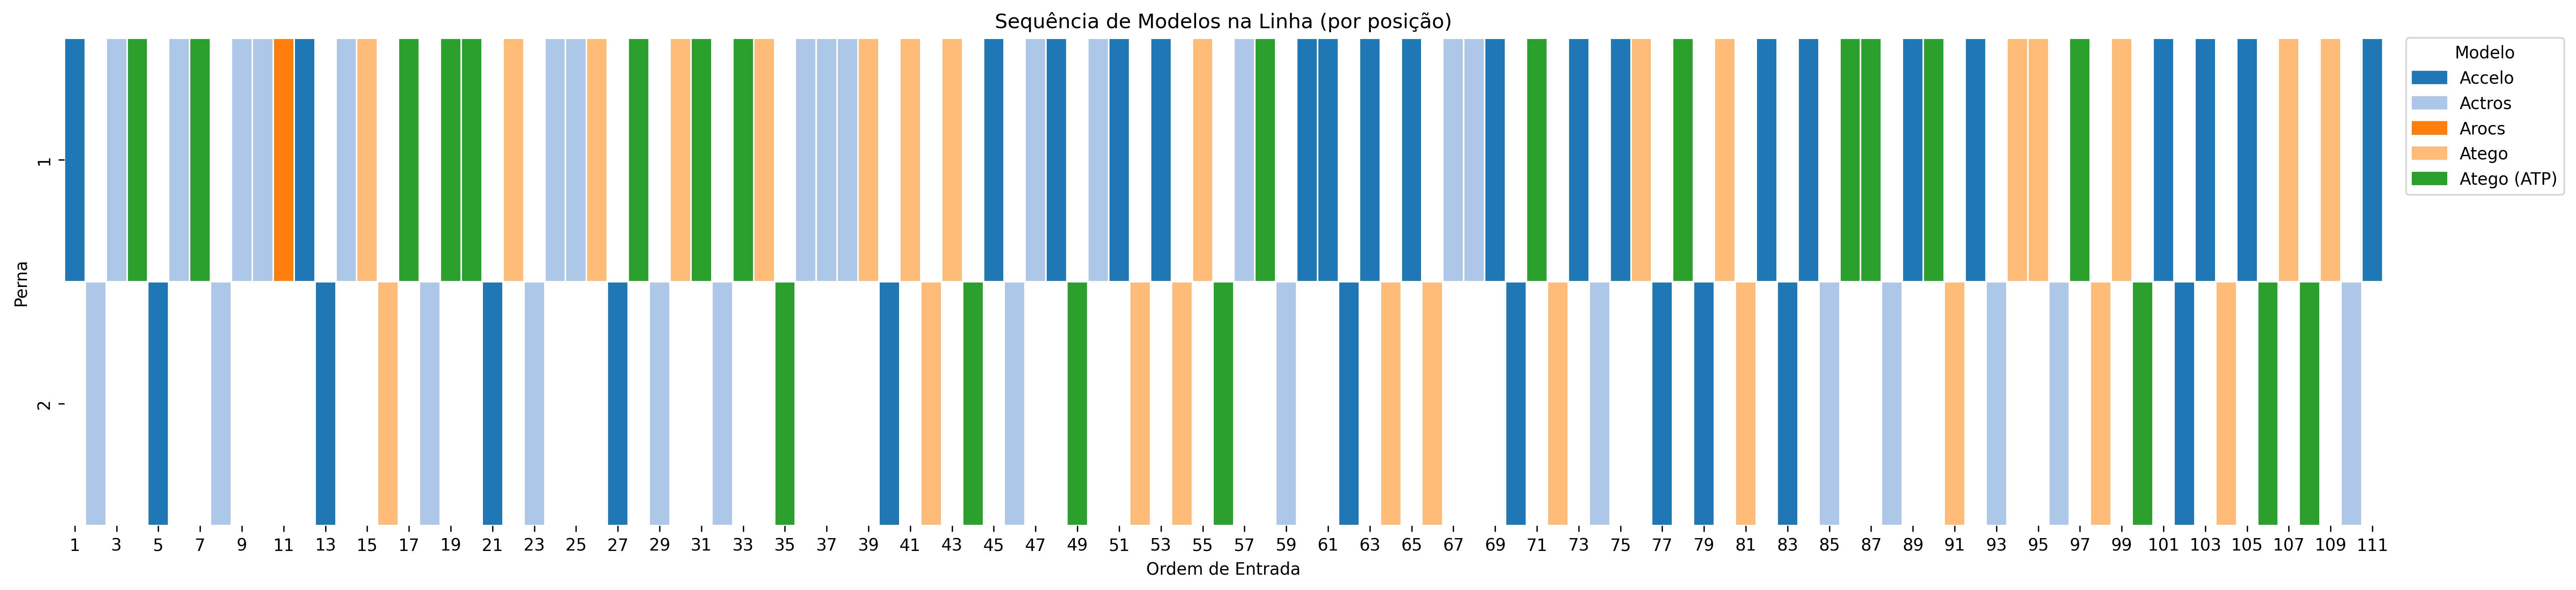 Sequência de Modelos na Linha (por posição)
Modelo
Accelo
Actros
Arocs
Atego
Atego (ATP)
Perna
1
2
1 3 5 7 9 11 13 15 17 19 21 23 25 27 29 31 33 35 37 39 41 43 45 47 49 51 53 55 57 59 61 63 65 67 69 71 73 75 77 79 81 83 85 87 89 91 93 95 97 99 101 103 105 107 109 111
Ordem de Entrada